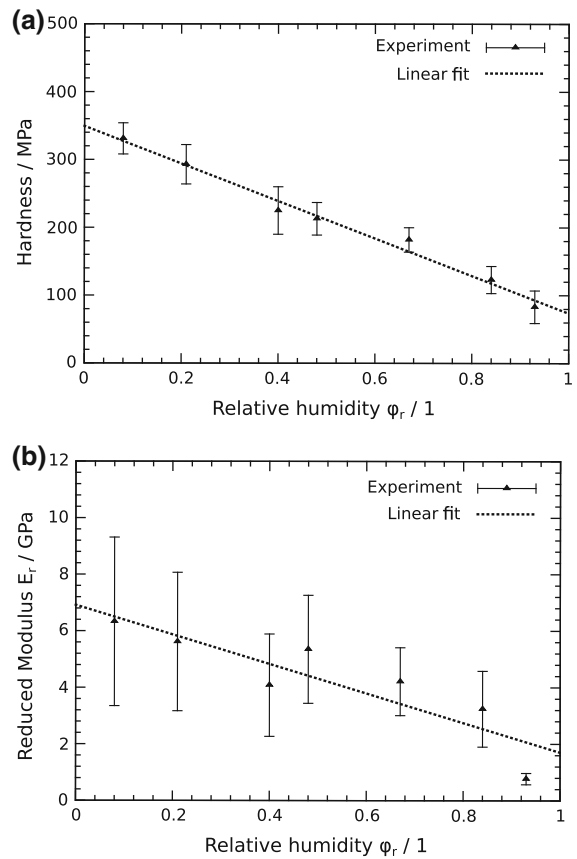 (a)
500
400
300
200
100
0
Hardness / MPa
Experiment
Linear fit
0 0.2 0.4 0.6 0.8 1
Relative humidity φr / 1
(b)
12
10
8
6
4
2
0
Reduced Modulus Er / GPa
Experiment
Linear fit
0 0.2 0.4 0.6 0.8 1
Relative humidity φr / 1